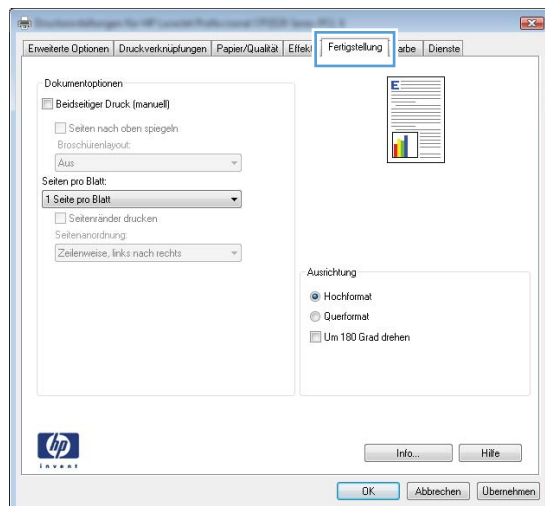 Erweiterte Optionen Druckverknüpfungen Papier/Qualität Effek Fertigstellung arbe Dienste
Dokumentoptionen
Beidseitiger Druck (manuell)
Seiten nach oben spiegeln
Broschürenlayout:
Aus
Seiten pro Blatt:
1 Seite pro Blatt
Seitenränder drucken
Seitenanordnung:
Zeilenweise, links nach rechts
E
Ausrichtung
Hochformat
Querformat
Um 180 Grad drehen
hp
invent
Info... Hilfe
OK Abbrechen Übernehmen